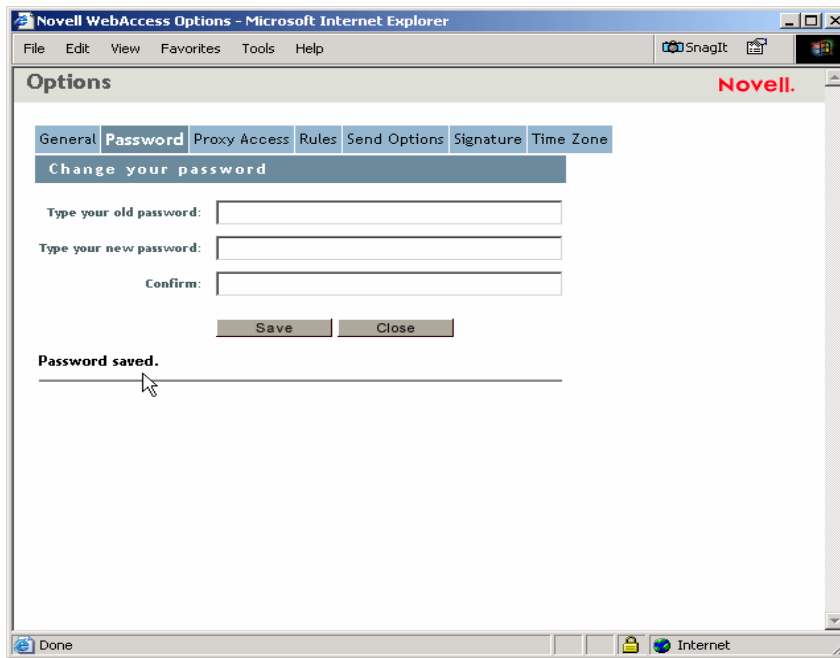 Novell WebAccess Options - Microsoft Internet Explorer
File Edit View Favorites Tools Help SnagIt
Options
Novell.
General Password Proxy Access Rules Send Options Signature Time Zone
Change your password
Type your old password:
Type your new password:
Confirm:
Save Close
Password saved.
Done Internet